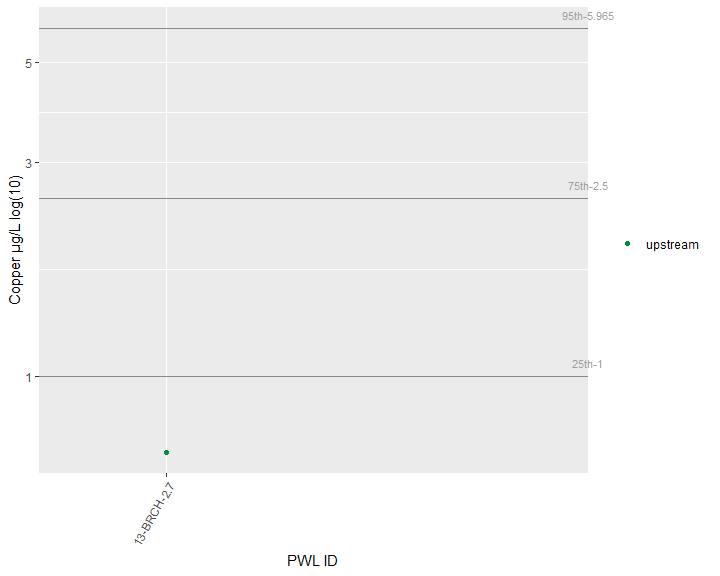 95th-5.965
5
3
75th-2.5
Copper µg/L log(10)
upstream
25th-1
1
13-BRCH-2.7
PWL ID